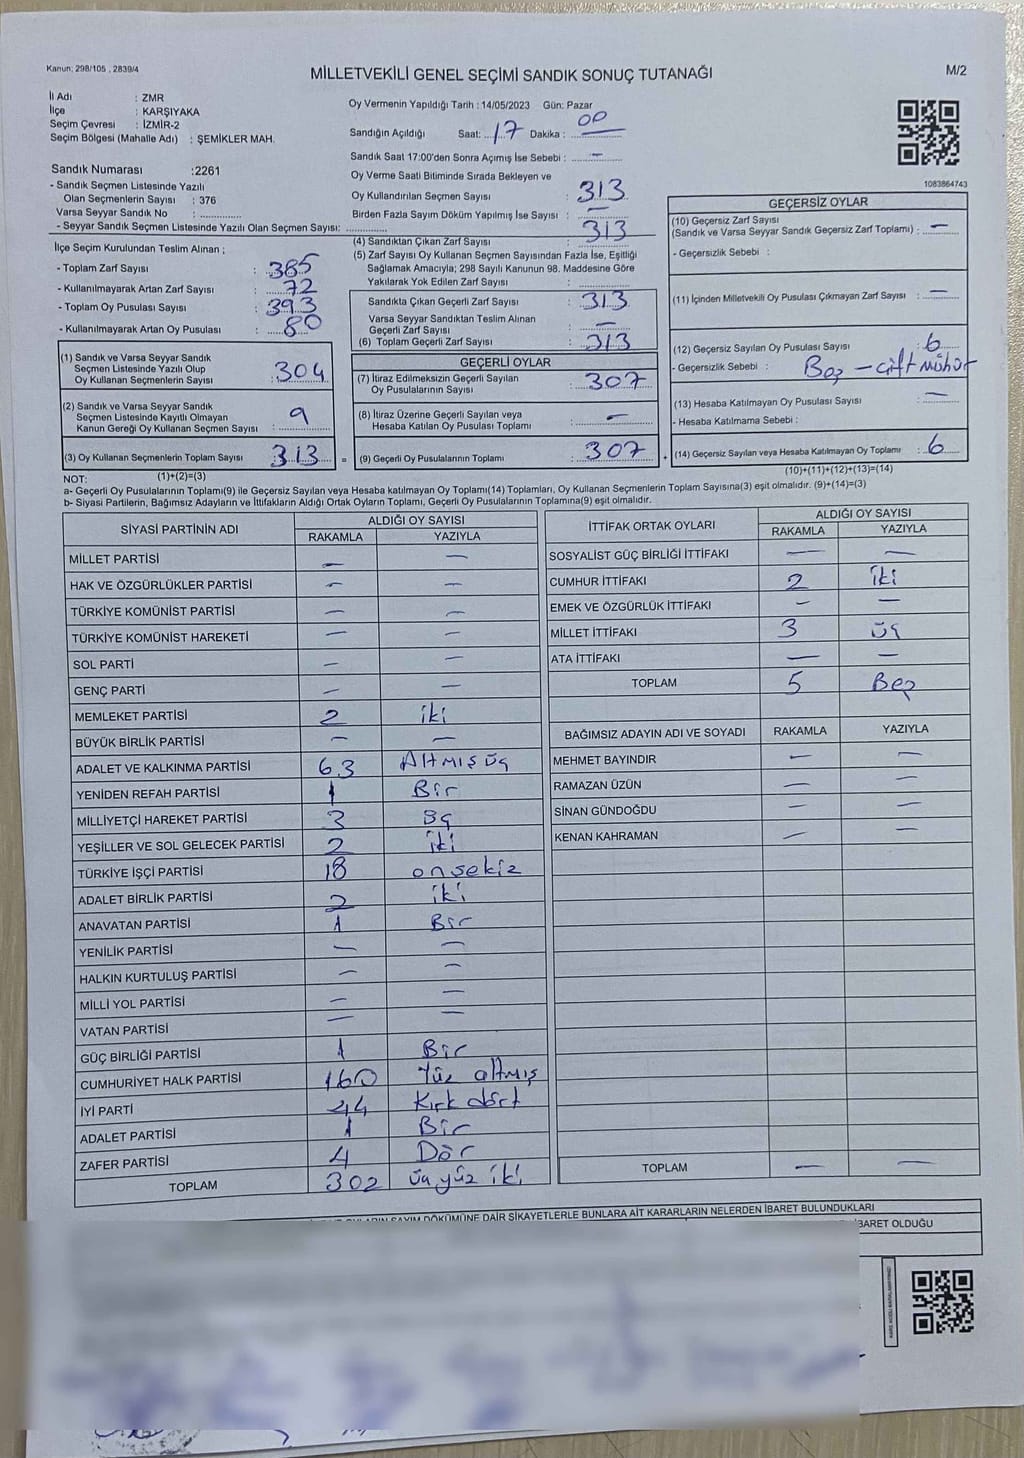 Kanun: 298/105 , 2839/4
MİLLETVEKİLİ GENEL SEÇİMİ SANDIK SONUÇ TUTANAĞI
M/2
İl Adı : ZMR
İlçe : KARŞIYAKA
Seçim Çevresi : İZMİR-2
Seçim Bölgesi (Mahalle Adı) : ŞEMİKLER MAH.
Sandık Numarası :2261
- Sandık Seçmen Listesinde Yazılı
Olan Seçmenlerin Sayısı : 376
Varsa Seyyar Sandık No : ..............
- Seyyar Sandık Seçmen Listesinde Yazılı Olan Seçmen Sayısı: ..............
Oy Vermenin Yapıldığı Tarih : 14/05/2023 Gün: Pazar
Sandığın Açıldığı Saat: 17 Dakika : 00
Sandık Saat 17:00'den Sonra Açımış İse Sebebi : —
Oy Verme Saati Bitiminde Sırada Bekleyen ve
Oy Kullandırılan Seçmen Sayısı : 313
Birden Fazla Sayım Döküm Yapılmış İse Sayısı : —
(4) Sandıktan Çıkan Zarf Sayısı : 313
(5) Zarf Sayısı Oy Kullanan Seçmen Sayısından Fazla İse, Eşitliği
Sağlamak Amacıyla; 298 Sayılı Kanunun 98. Maddesine Göre
Yakılarak Yok Edilen Zarf Sayısı :
1083864743
İlçe Seçim Kurulundan Teslim Alınan ;
- Toplam Zarf Sayısı : 385
- Kullanılmayarak Artan Zarf Sayısı : 72
- Toplam Oy Pusulası Sayısı : 393
- Kullanılmayarak Artan Oy Pusulası : 80
Sandıkta Çıkan Geçerli Zarf Sayısı : 313
Varsa Seyyar Sandıktan Teslim Alınan
Geçerli Zarf Sayısı : —
(6) Toplam Geçerli Zarf Sayısı : 313
(1) Sandık ve Varsa Seyyar Sandık
Seçmen Listesinde Yazılı Olup
Oy Kullanan Seçmenlerin Sayısı : 304
(2) Sandık ve Varsa Seyyar Sandık
Seçmen Listesinde Kayıtlı Olmayan
Kanun Gereği Oy Kullanan Seçmen Sayısı : 9
(3) Oy Kullanan Seçmenlerin Toplam Sayısı : 313 =
GEÇERLİ OYLAR
(7) İtiraz Edilmeksizin Geçerli Sayılan
Oy Pusulalarının Sayısı : 307
(8) İtiraz Üzerine Geçerli Sayılan veya
Hesaba Katılan Oy Pusulası Toplamı : —
(9) Geçerli Oy Pusulalarının Toplamı : 307 +
GEÇERSİZ OYLAR
(10) Geçersiz Zarf Sayısı
(Sandık ve Varsa Seyyar Sandık Geçersiz Zarf Toplamı) : —
- Geçersizlik Sebebi :
(11) İçinden Milletvekili Oy Pusulası Çıkmayan Zarf Sayısı : —
(12) Geçersiz Sayılan Oy Pusulası Sayısı : 6
- Geçersizlik Sebebi : Boş — çift mühür
(13) Hesaba Katılmayan Oy Pusulası Sayısı : —
- Hesaba Katılmama Sebebi :
(14) Geçersiz Sayılan veya Hesaba Katılmayan Oy Toplamı : 6
NOT: (1)+(2)=(3)
(10)+(11)+(12)+(13)=(14)
a- Geçerli Oy Pusulalarının Toplamı(9) ile Geçersiz Sayılan veya Hesaba katılmayan Oy Toplamı(14) Toplamları, Oy Kullanan Seçmenlerin Toplam Sayısına(3) eşit olmalıdır. (9)+(14)=(3)
b- Siyasi Partilerin, Bağımsız Adayların ve İttifakların Aldığı Ortak Oyların Toplamı, Geçerli Oy Pusulalarının Toplamına(9) eşit olmalıdır.
SİYASİ PARTİNİN ADI ALDIĞI OY SAYISI
RAKAMLA YAZIYLA
MİLLET PARTİSİ — —
HAK VE ÖZGÜRLÜKLER PARTİSİ — —
TÜRKİYE KOMÜNİST PARTİSİ — —
TÜRKİYE KOMÜNİST HAREKETİ — —
SOL PARTİ — —
GENÇ PARTİ — —
MEMLEKET PARTİSİ 2 iki
BÜYÜK BİRLİK PARTİSİ — —
ADALET VE KALKINMA PARTİSİ 63 Altmış üç
YENİDEN REFAH PARTİSİ 1 Bir
MİLLİYETÇİ HAREKET PARTİSİ 3 üç
YEŞİLLER VE SOL GELECEK PARTİSİ 2 iki
TÜRKİYE İŞÇİ PARTİSİ 18 onsekiz
ADALET BİRLİK PARTİSİ 2 iki
ANAVATAN PARTİSİ 1 Bir
YENİLİK PARTİSİ — —
HALKIN KURTULUŞ PARTİSİ — —
MİLLİ YOL PARTİSİ — —
VATAN PARTİSİ — —
GÜÇ BİRLİĞİ PARTİSİ 1 Bir
CUMHURİYET HALK PARTİSİ 160 Yüz altmış
İYİ PARTİ 44 Kırk dört
ADALET PARTİSİ 1 Bir
ZAFER PARTİSİ 4 Dör
TOPLAM 302 üç yüz iki
İTTİFAK ORTAK OYLARI ALDIĞI OY SAYISI
RAKAMLA YAZIYLA
SOSYALİST GÜÇ BİRLİĞİ İTTİFAKI — —
CUMHUR İTTİFAKI 2 iki
EMEK VE ÖZGÜRLÜK İTTİFAKI — —
MİLLET İTTİFAKI 3 üç
ATA İTTİFAKI — —
TOPLAM 5 Beş
BAĞIMSIZ ADAYIN ADI VE SOYADI RAKAMLA YAZIYLA
MEHMET BAYINDIR — —
RAMAZAN ÜZÜN — —
SİNAN GÜNDOĞDU — —
KENAN KAHRAMAN — —
TOPLAM — —
OYLARIN SAYIM DÖKÜMÜNE DAİR ŞİKAYETLERLE BUNLARA AİT KARARLARIN NELERDEN İBARET BULUNDUKLARI
İBARET OLDUĞU